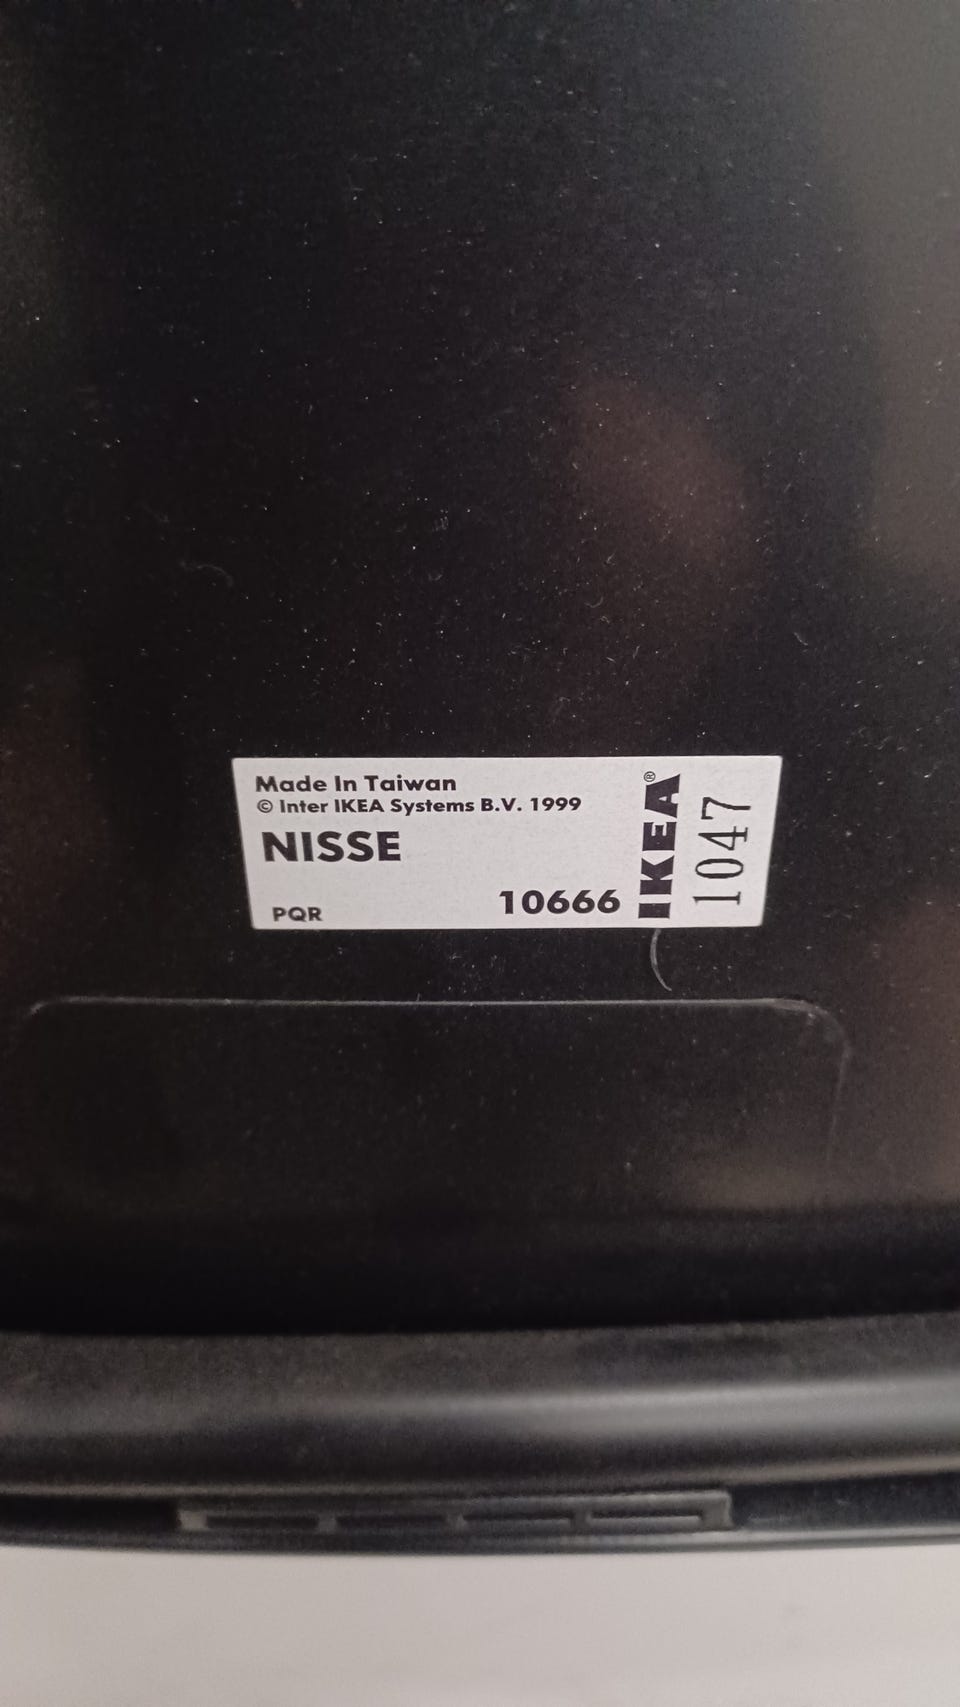 Made In Taiwan
© Inter IKEA Systems B.V. 1999
NISSE
PQR
10666
IKEA®
1047